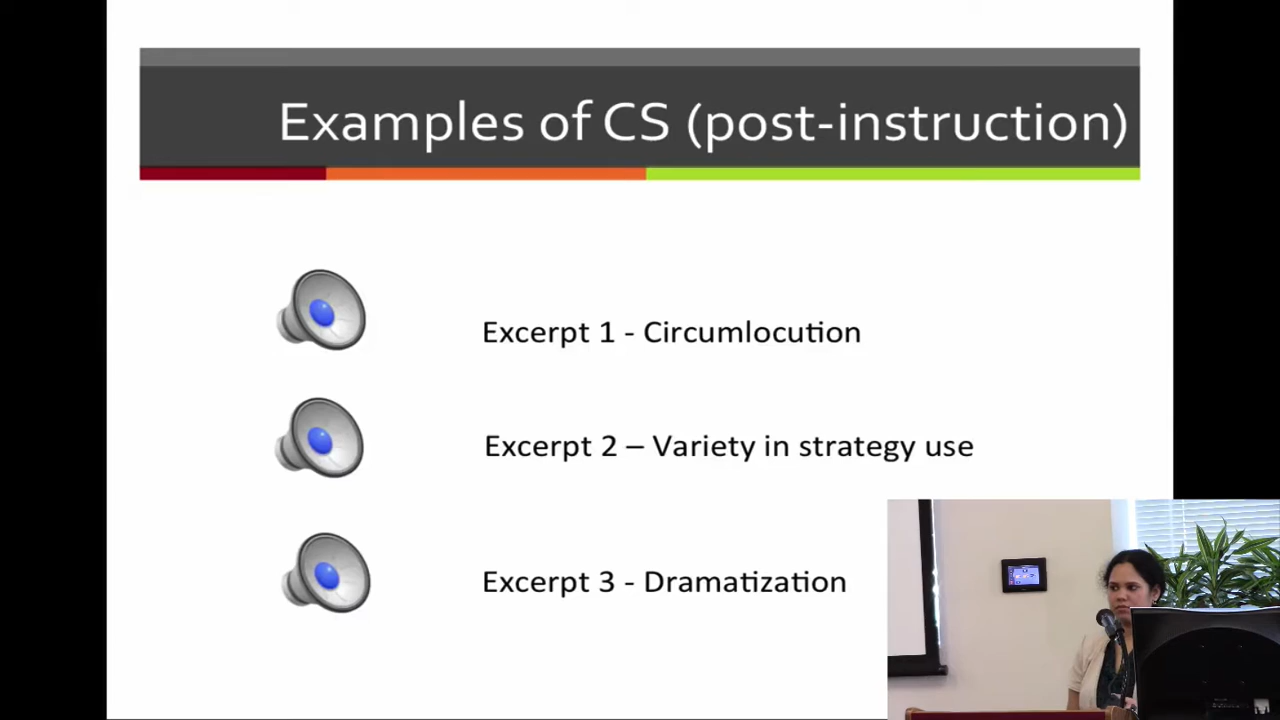 Examples of CS (post-instruction)
Excerpt 1 - Circumlocution
Excerpt 2 – Variety in strategy use
Excerpt 3 - Dramatization